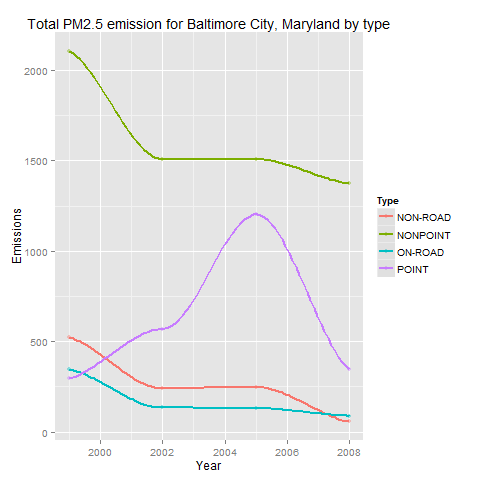 Total PM2.5 emission for Baltimore City, Maryland by type
2000
1500
1000
500
0
Emissions
2000
2002
2004
2006
2008
Year
Type
NON-ROAD
NONPOINT
ON-ROAD
POINT